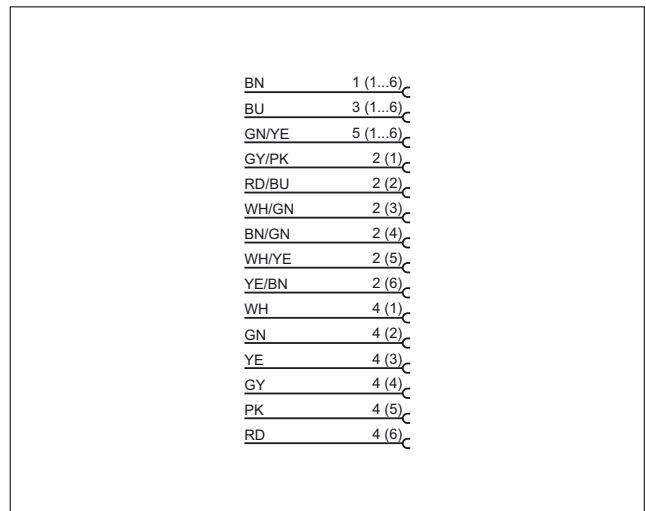 BN 1 (1...6)
BU 3 (1...6)
GN/YE 5 (1...6)
GY/PK 2 (1)
RD/BU 2 (2)
WH/GN 2 (3)
BN/GN 2 (4)
WH/YE 2 (5)
YE/BN 2 (6)
WH 4 (1)
GN 4 (2)
YE 4 (3)
GY 4 (4)
PK 4 (5)
RD 4 (6)